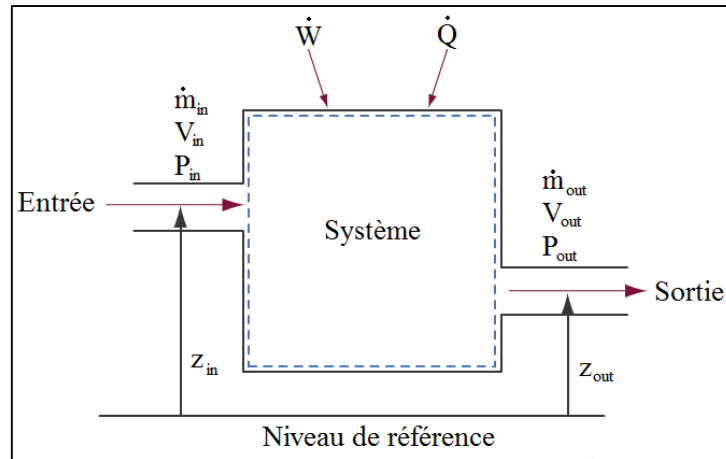 Ẇ
Q̇
ṁin
Vin
Pin
Entrée
Système
ṁout
Vout
Pout
Sortie
zin
zout
Niveau de référence